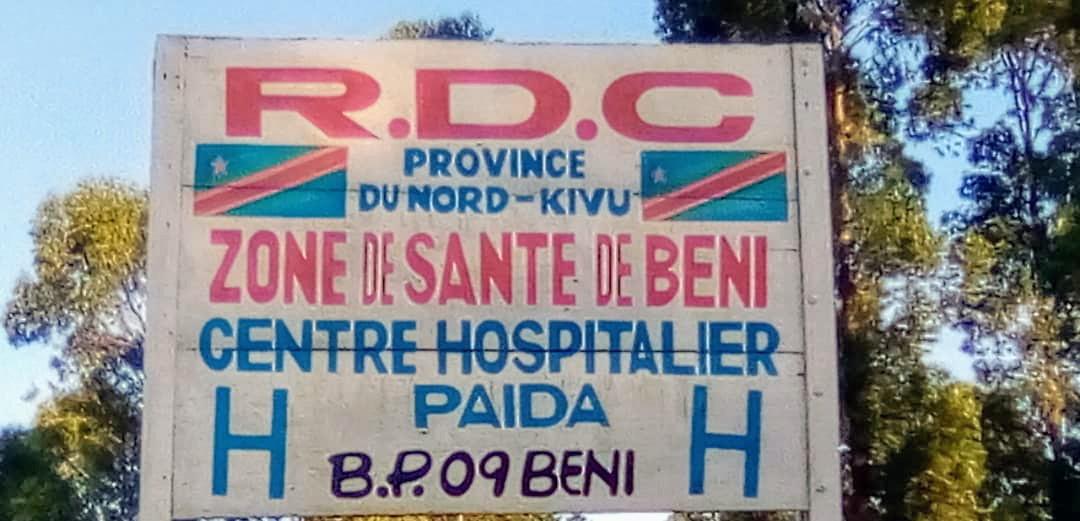 R.D.C
PROVINCE
DU NORD-KIVU
ZONE DE SANTE DE BENI
CENTRE HOSPITALIER
H PAIDA H
B.P. 09 BENI